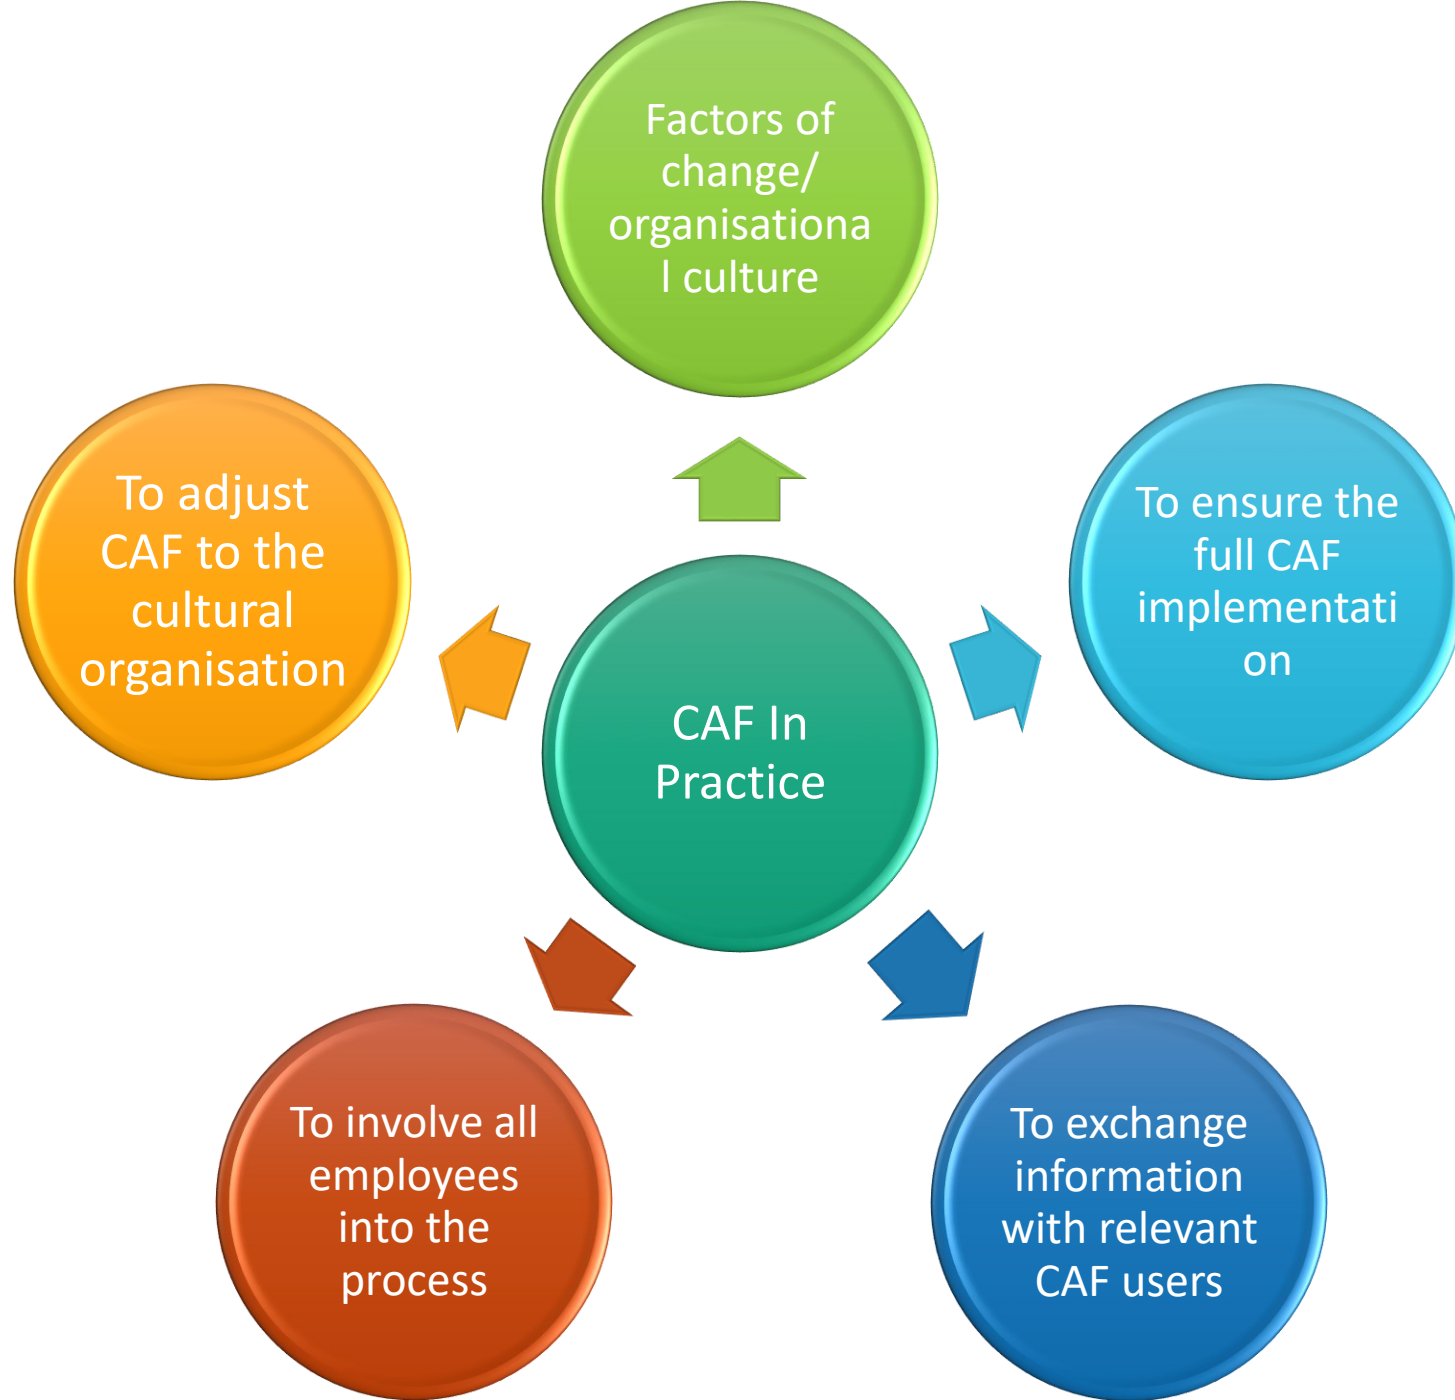 Factors of
change/
organisationa
l culture
To adjust
CAF to the
cultural
organisation
To ensure the
full CAF
implementati
on
CAF In
Practice
To involve all
employees
into the
process
To exchange
information
with relevant
CAF users